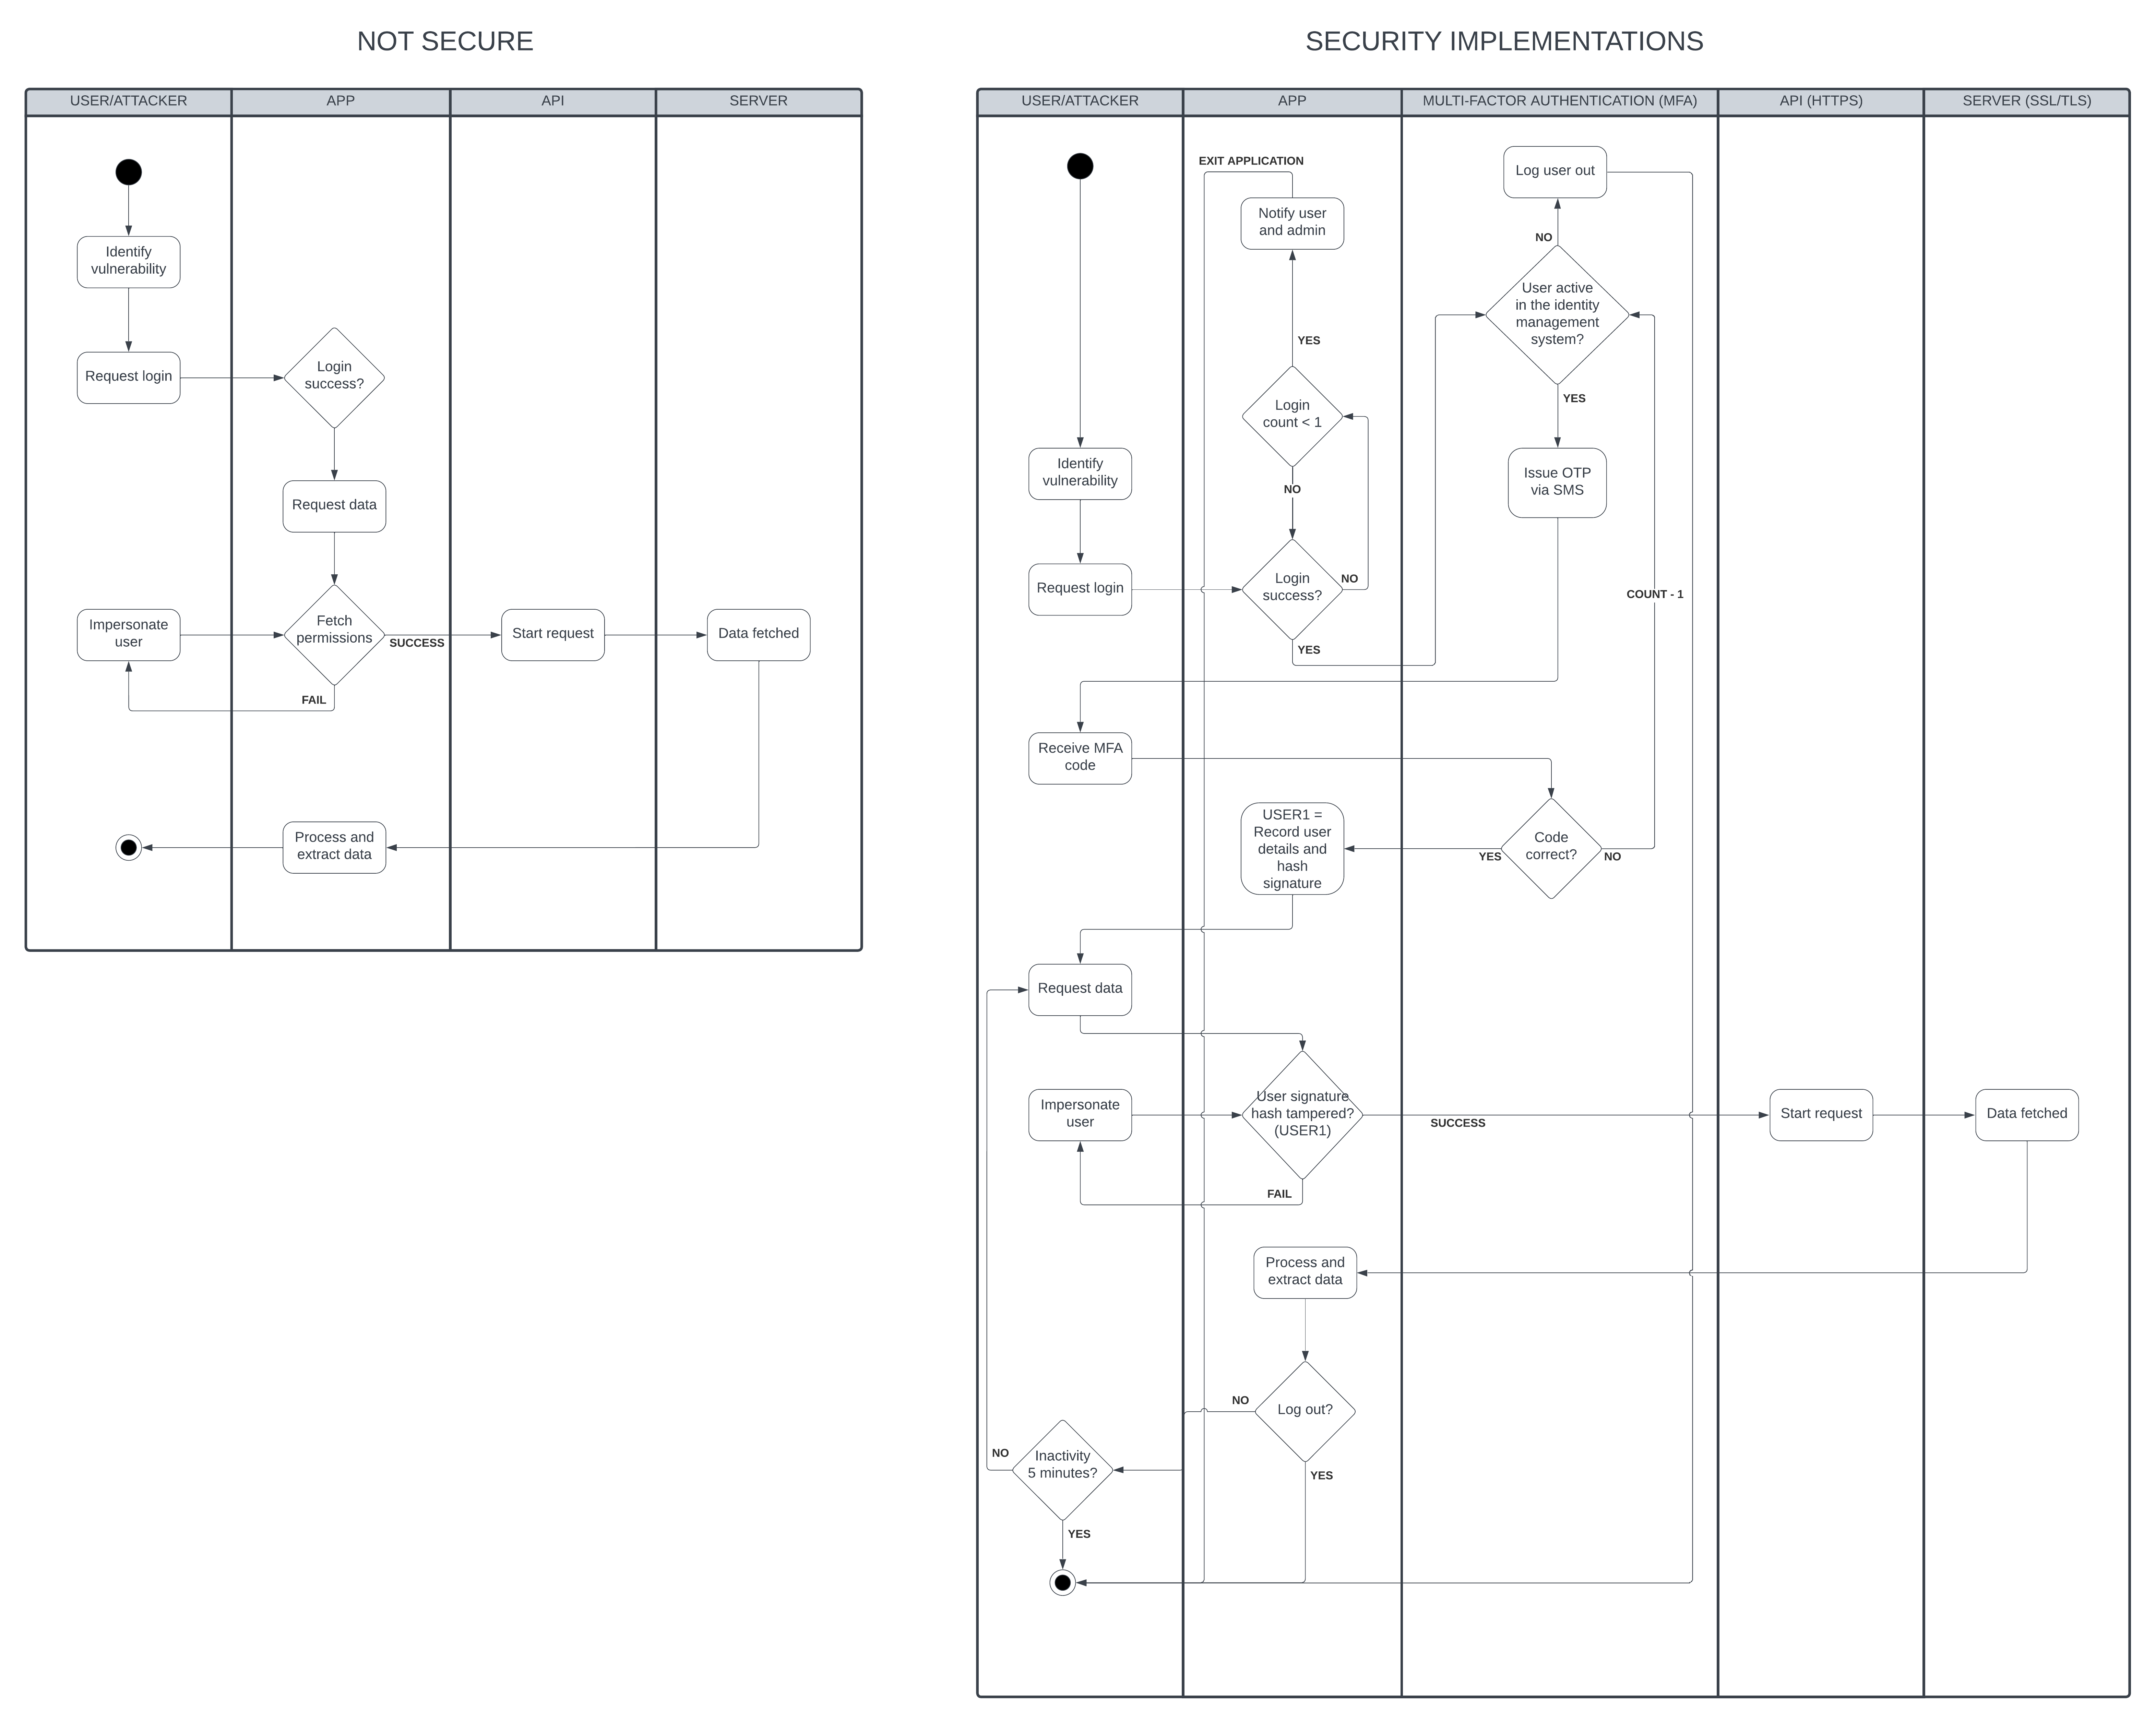 NOT SECURE
USER/ATTACKER
APP
API
SERVER
Identify
vulnerability
Request login
Login
success?
Request data
Impersonate
user
Fetch
permissions
SUCCESS
Start request
Data fetched
FAIL
Process and
extract data
SECURITY IMPLEMENTATIONS
USER/ATTACKER
APP
MULTI-FACTOR AUTHENTICATION (MFA)
API (HTTPS)
SERVER (SSL/TLS)
EXIT APPLICATION
Log user out
Notify user
and admin
NO
User active
in the identity
management
system?
YES
YES
Login
count < 1
Identify
vulnerability
Issue OTP
via SMS
NO
Request login
Login
success?
NO
COUNT - 1
YES
Receive MFA
code
USER1 =
Record user
details and
hash
signature
YES
Code
correct?
NO
Request data
Impersonate
user
User signature
hash tampered?
(USER1)
SUCCESS
Start request
Data fetched
FAIL
Process and
extract data
NO
Log out?
NO
Inactivity
5 minutes?
YES
YES